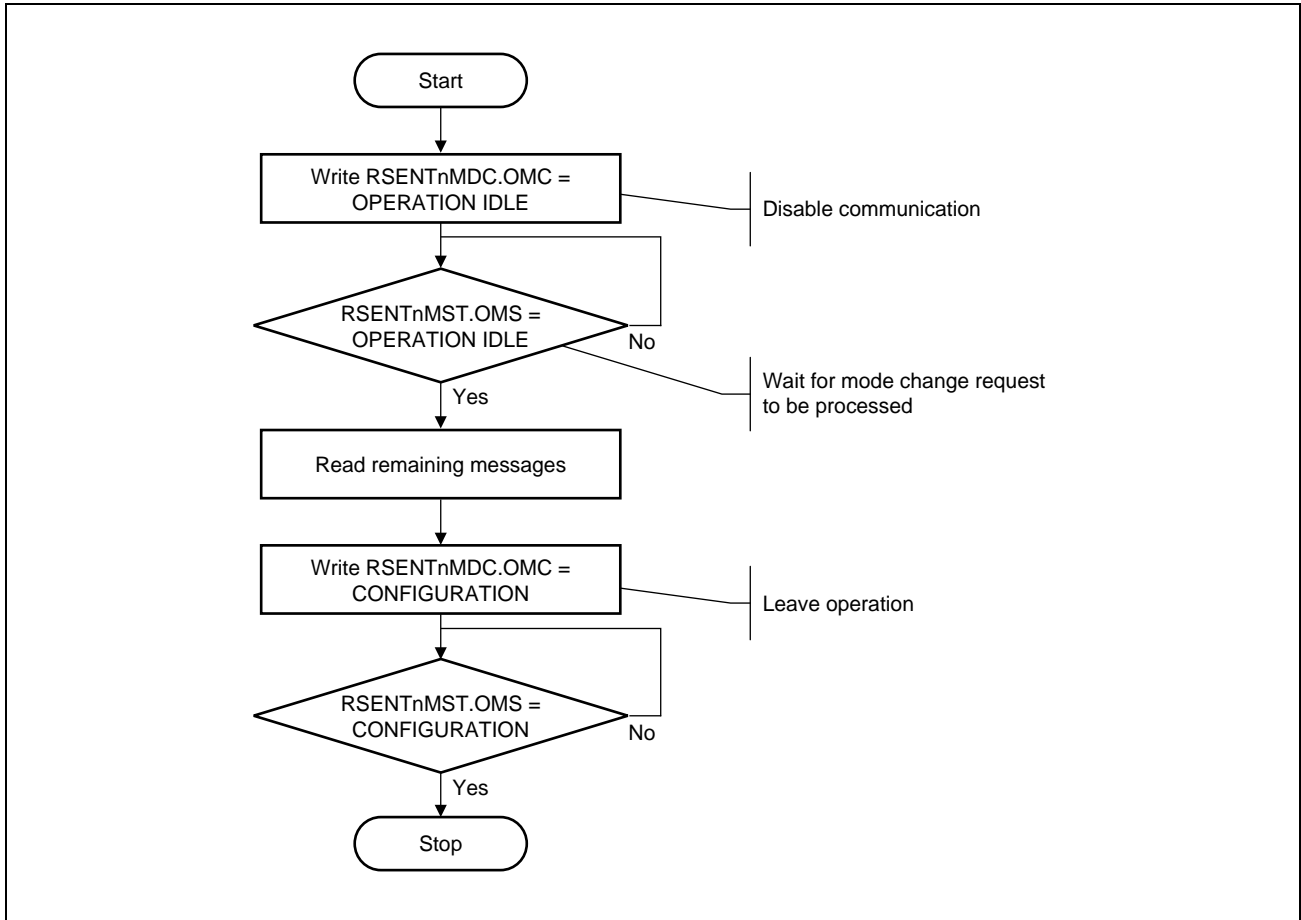 Start
Write RSENTnMDC.OMC =
OPERATION IDLE
Disable communication
RSENTnMST.OMS =
OPERATION IDLE
No
Wait for mode change request
to be processed
Yes
Read remaining messages
Write RSENTnMDC.OMC =
CONFIGURATION
Leave operation
RSENTnMST.OMS =
CONFIGURATION
No
Yes
Stop